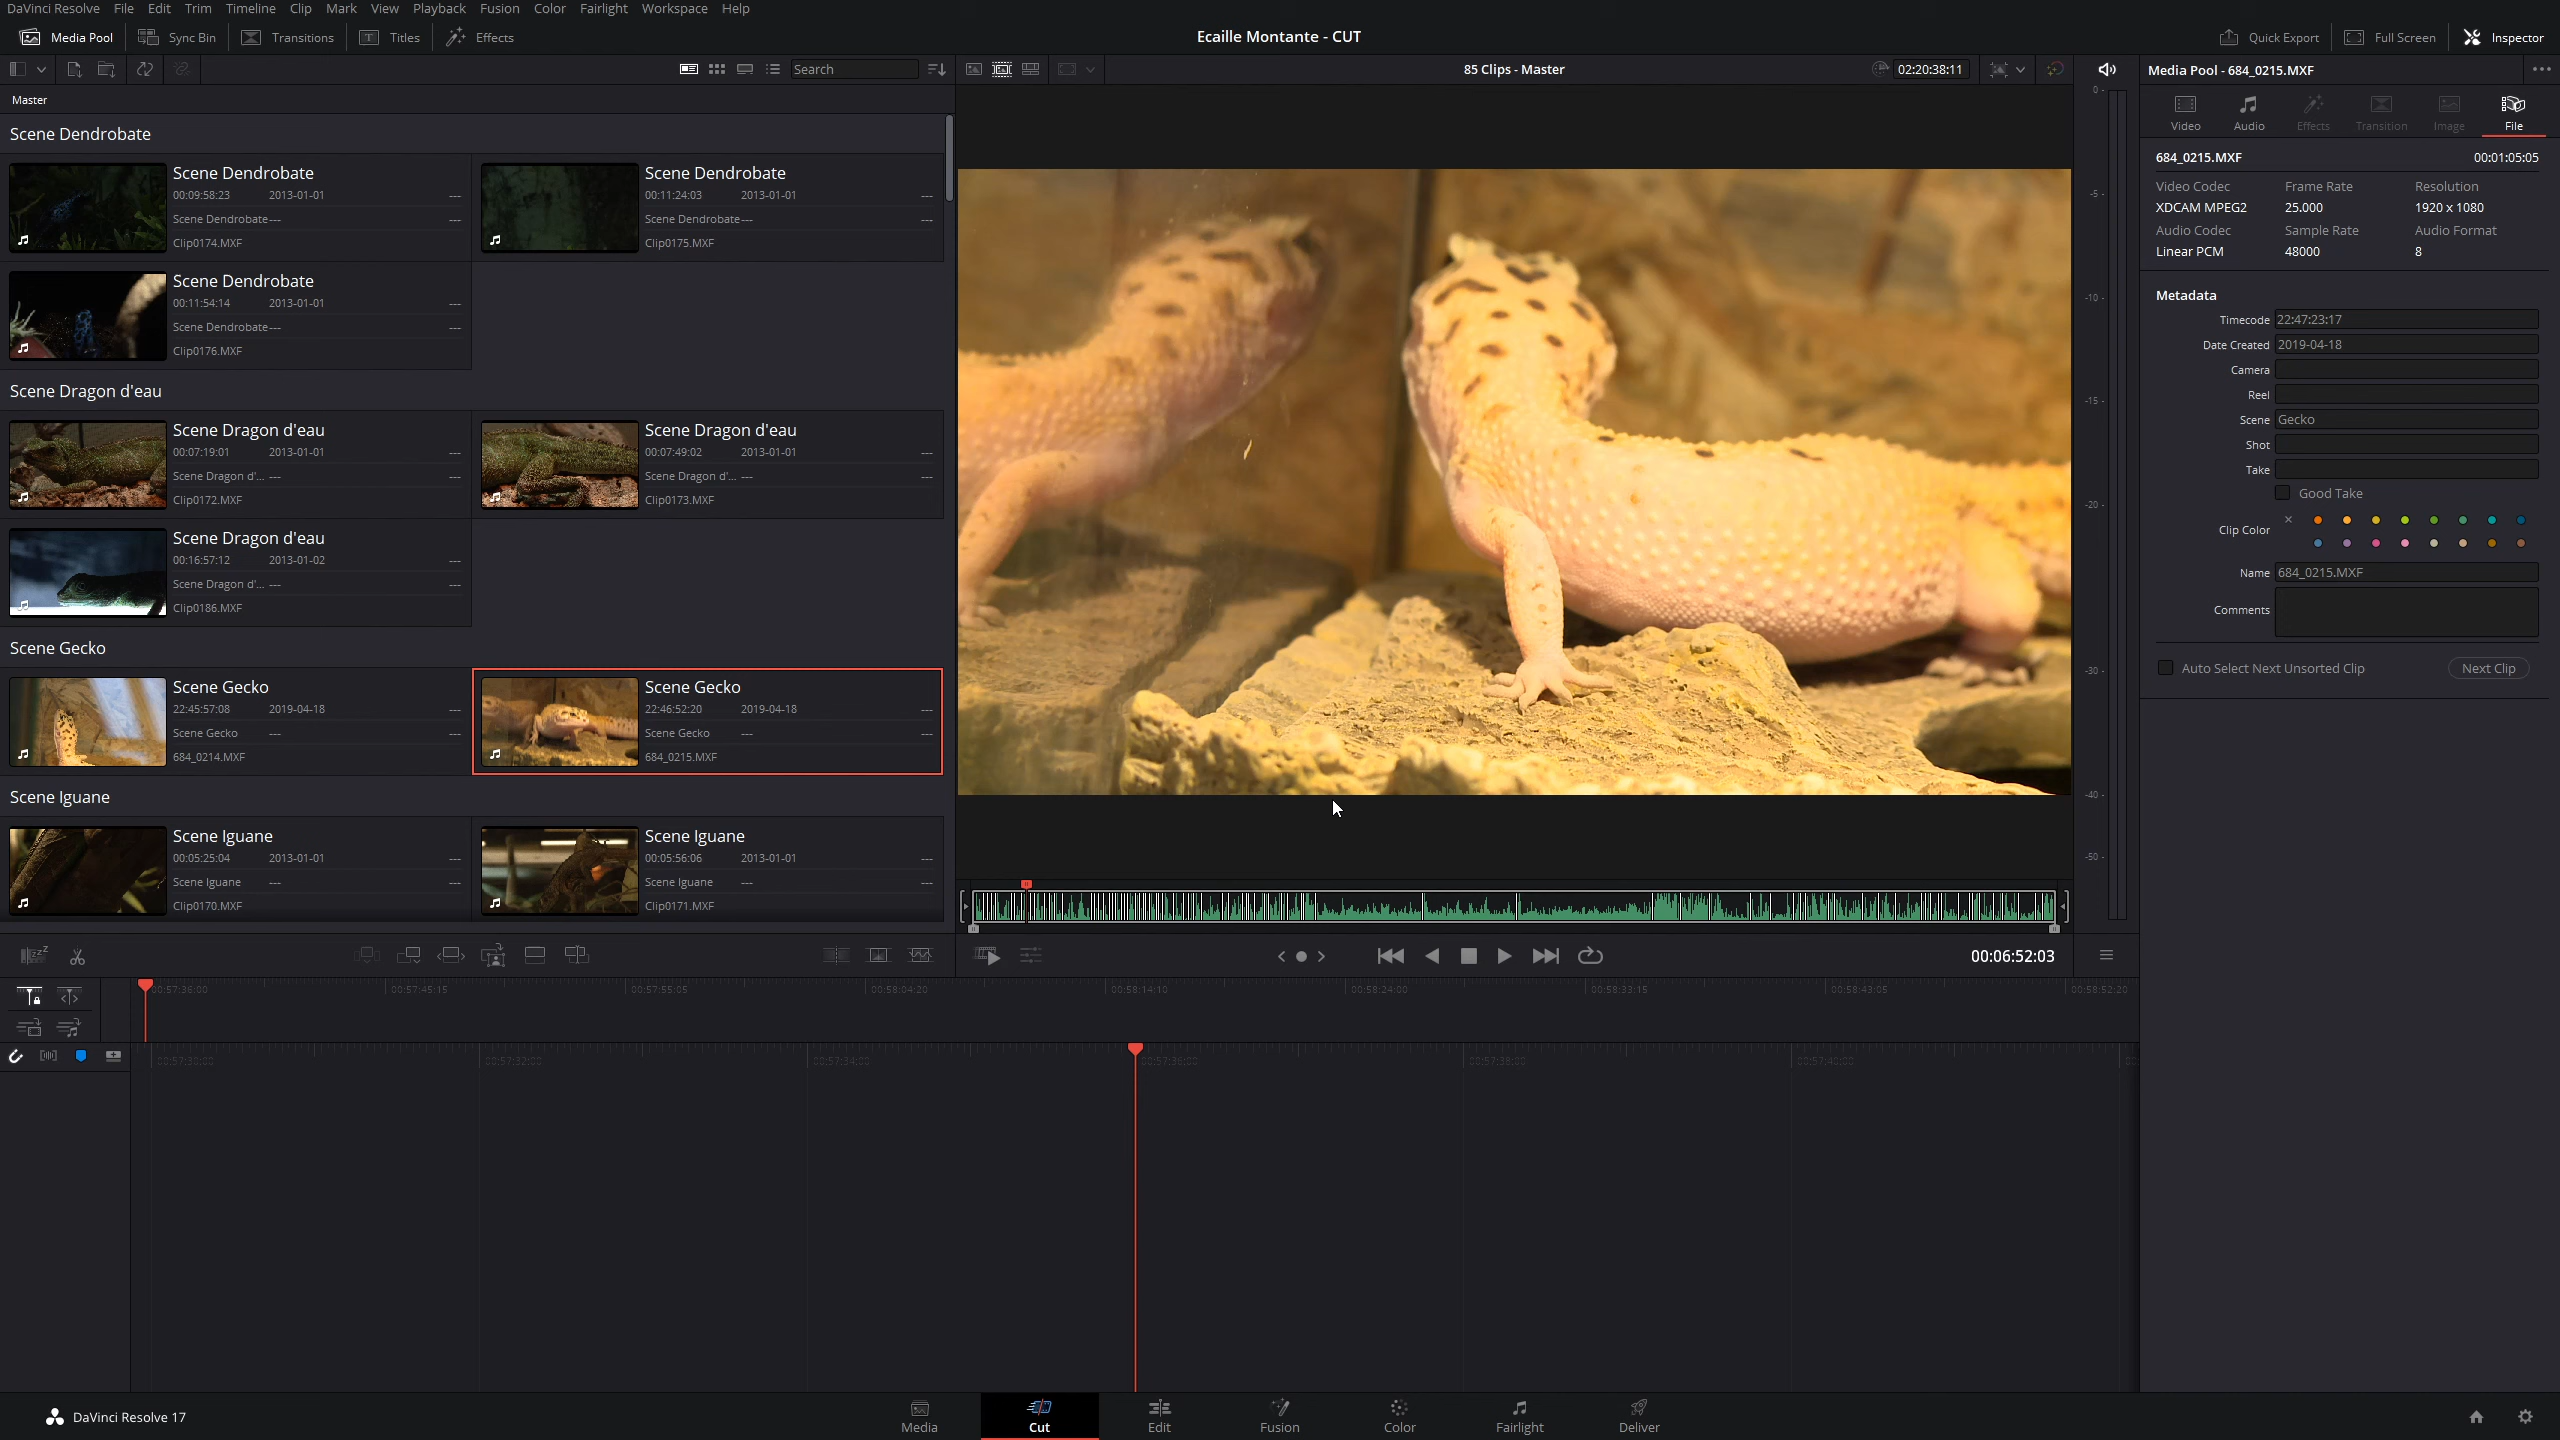 DaVinci Resolve File Edit Trim Timeline Clip Mark View Playback Fusion Color Fairlight Workspace Help
Media Pool Sync Bin Transitions Titles Effects
Ecaille Montante - CUT
Quick Export Full Screen Inspector
Search
85 Clips - Master
02:20:38:11
Media Pool - 684_0215.MXF
Master
Scene Dendrobate
Scene Dendrobate
00:09:58:23 2013-01-01 ---
Scene Dendrobate--- ---
Clip0174.MXF
Scene Dendrobate
00:11:24:03 2013-01-01 ---
Scene Dendrobate--- ---
Clip0175.MXF
Scene Dendrobate
00:11:54:14 2013-01-01 ---
Scene Dendrobate--- ---
Clip0176.MXF
Scene Dragon d'eau
Scene Dragon d'eau
00:07:19:01 2013-01-01 ---
Scene Dragon d'... --- ---
Clip0172.MXF
Scene Dragon d'eau
00:07:49:02 2013-01-01 ---
Scene Dragon d'... --- ---
Clip0173.MXF
Scene Dragon d'eau
00:16:57:12 2013-01-02 ---
Scene Dragon d'... --- ---
Clip0186.MXF
Scene Gecko
Scene Gecko
22:45:57:08 2019-04-18 ---
Scene Gecko --- ---
684_0214.MXF
Scene Gecko
22:46:52:20 2019-04-18 ---
Scene Gecko --- ---
684_0215.MXF
Scene Iguane
Scene Iguane
00:05:25:04 2013-01-01 ---
Scene Iguane --- ---
Clip0170.MXF
Scene Iguane
00:05:56:06 2013-01-01 ---
Scene Iguane --- ---
Clip0171.MXF
0 -
-5 -
-10 -
-15 -
-20 -
-30 -
-40 -
-50 -
Video Audio Effects Transition Image File
684_0215.MXF 00:01:05:05
Video Codec Frame Rate Resolution
XDCAM MPEG2 25.000 1920 x 1080
Audio Codec Sample Rate Audio Format
Linear PCM 48000 8
Metadata
Timecode 22:47:23:17
Date Created 2019-04-18
Camera
Reel
Scene Gecko
Shot
Take
Good Take
Clip Color
Name 684_0215.MXF
Comments
Auto Select Next Unsorted Clip Next Clip
00:06:52:03
00:57:36:00 00:57:45:15 00:57:55:05 00:58:04:20 00:58:14:10 00:58:24:00 00:58:33:15 00:58:43:05 00:58:52:20
00:57:30:00 00:57:32:00 00:57:34:00 00:57:36:00 00:57:38:00 00:57:40:00 00:
DaVinci Resolve 17
Media Cut Edit Fusion Color Fairlight Deliver